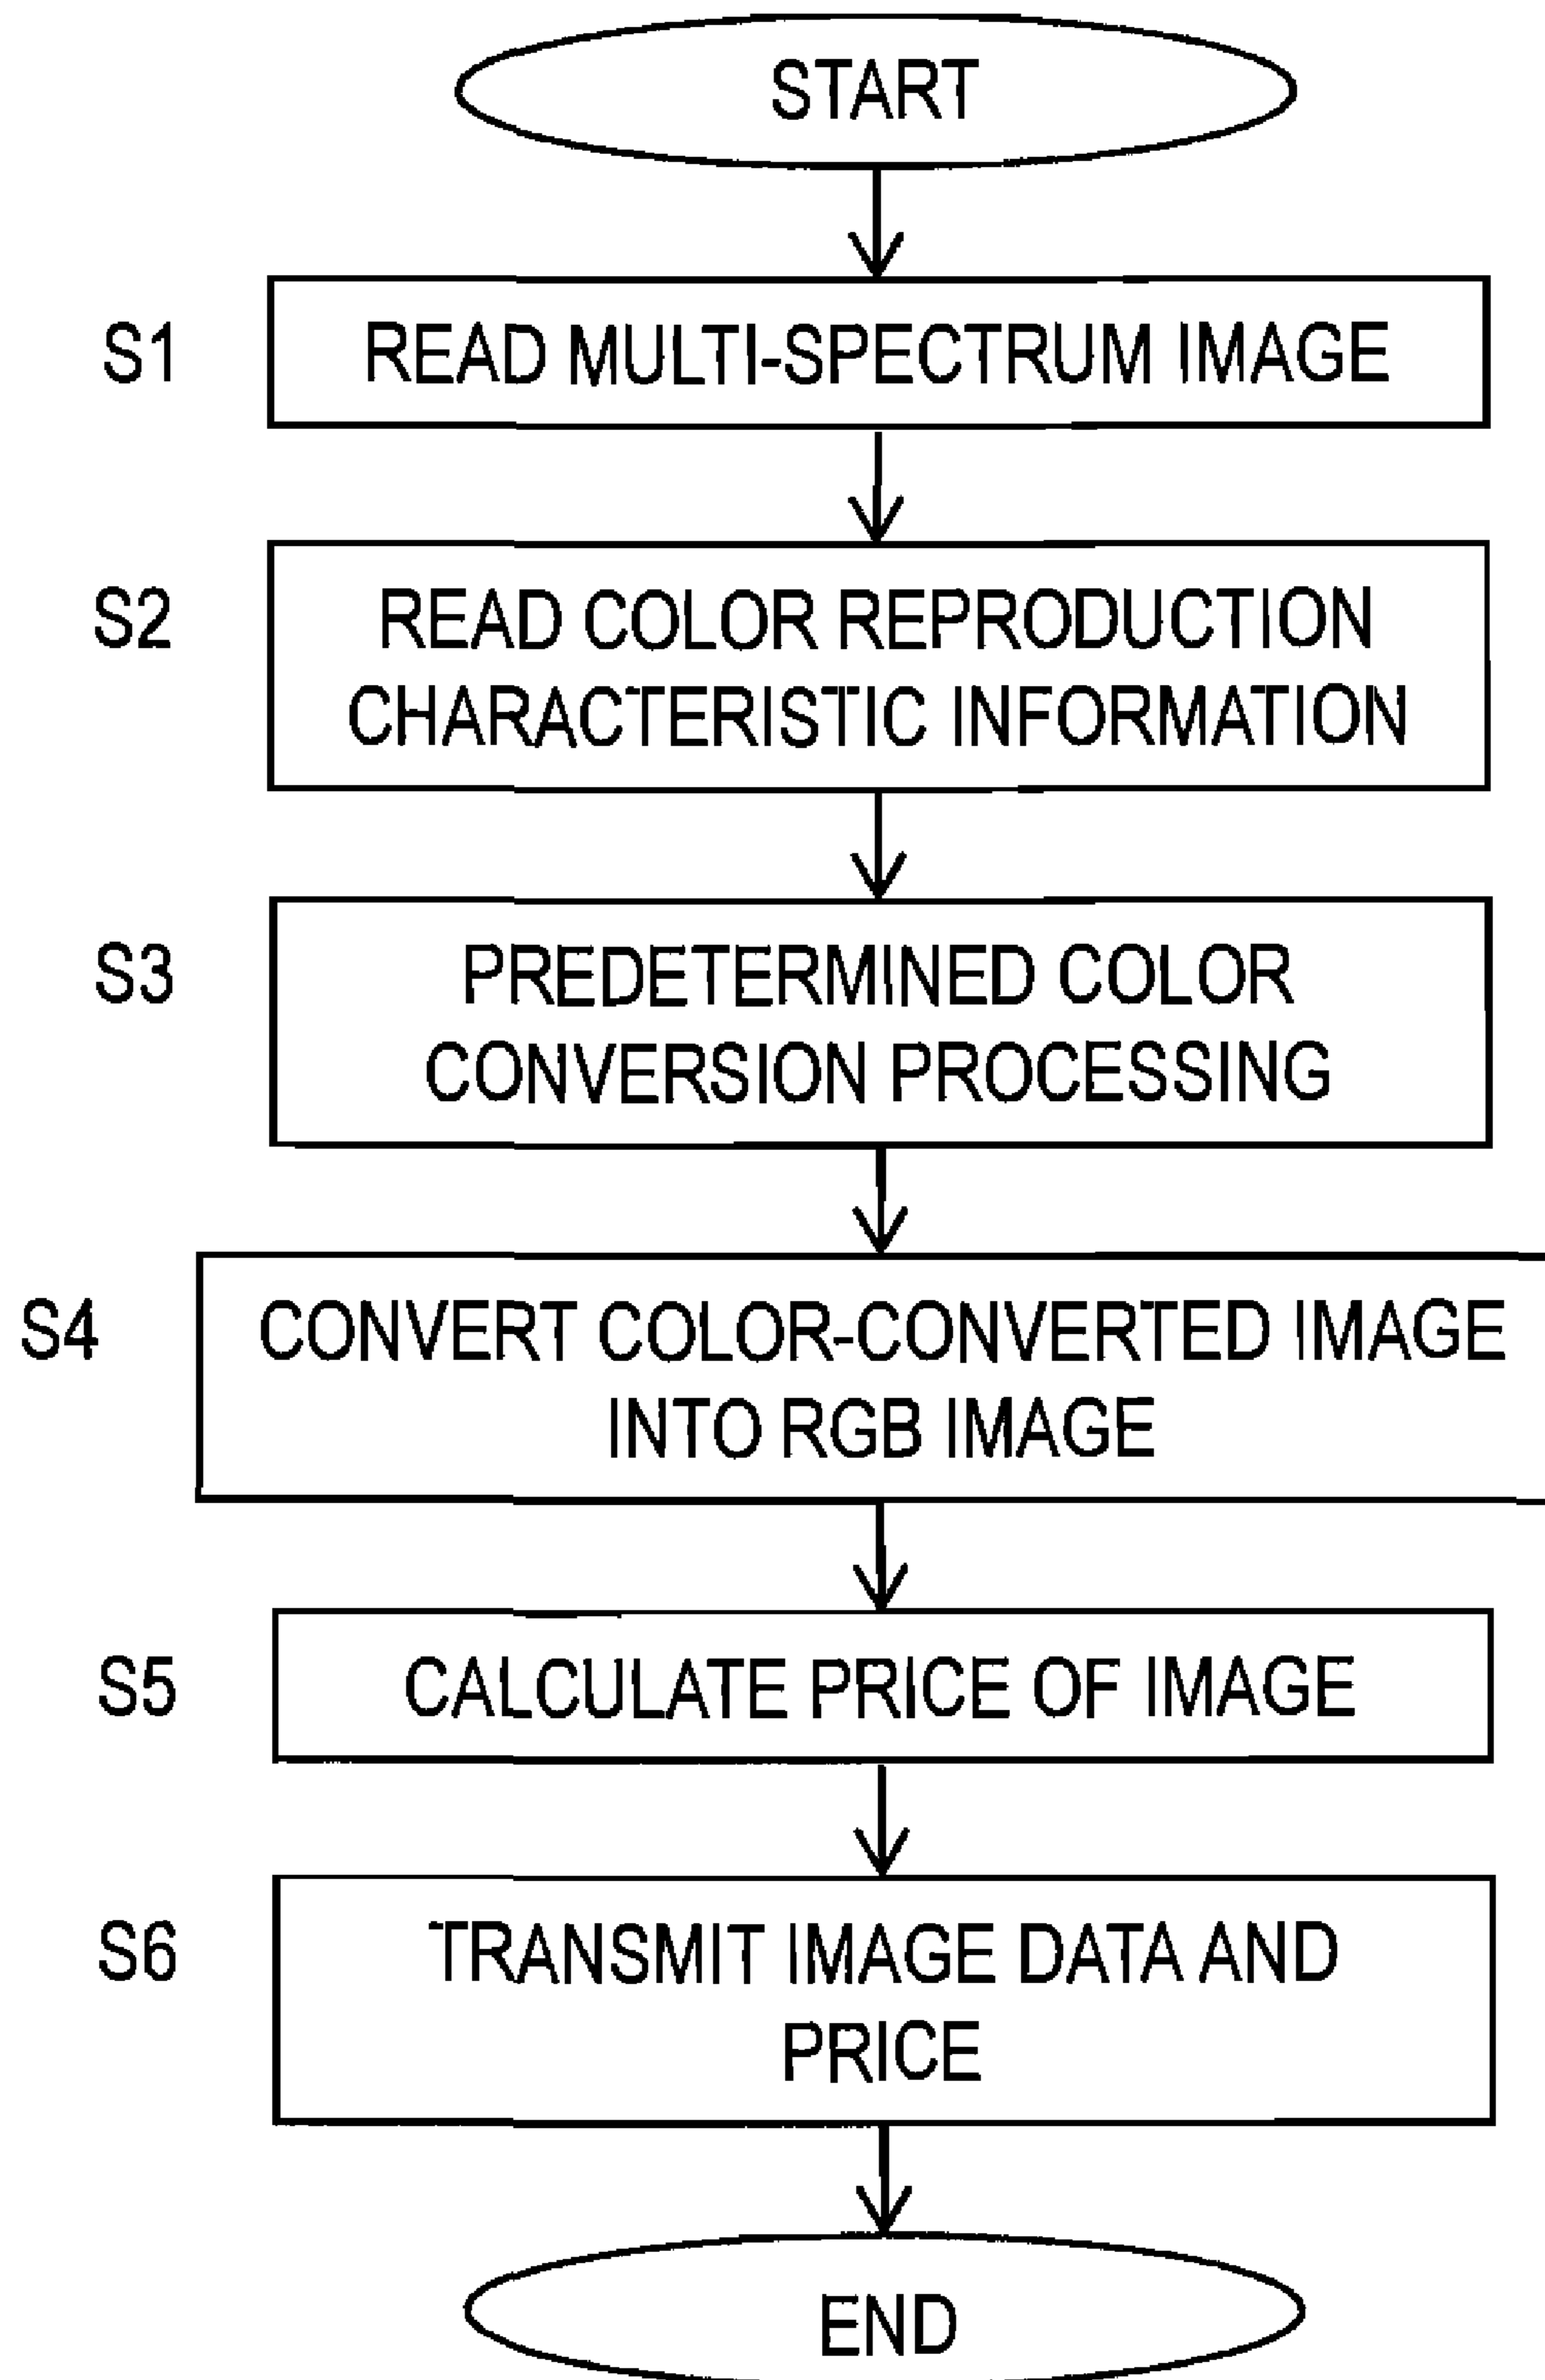 START
S1
READ MULTI-SPECTRUM IMAGE
S2
READ COLOR REPRODUCTION
CHARACTERISTIC INFORMATION
S3
PREDETERMINED COLOR
CONVERSION PROCESSING
S4
CONVERT COLOR-CONVERTED IMAGE
INTO RGB IMAGE
S5
CALCULATE PRICE OF IMAGE
S6
TRANSMIT IMAGE DATA AND
PRICE
END